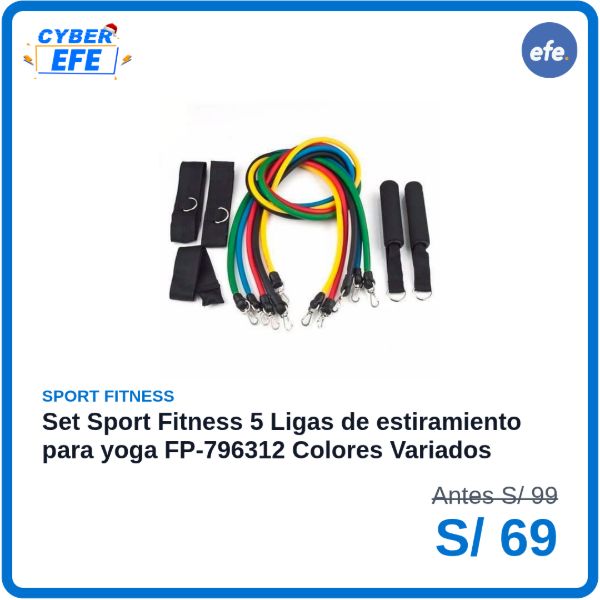 CYBER
EFE
efe.
SPORT FITNESS
Set Sport Fitness 5 Ligas de estiramiento
para yoga FP-796312 Colores Variados
Antes S/ 99
S/ 69